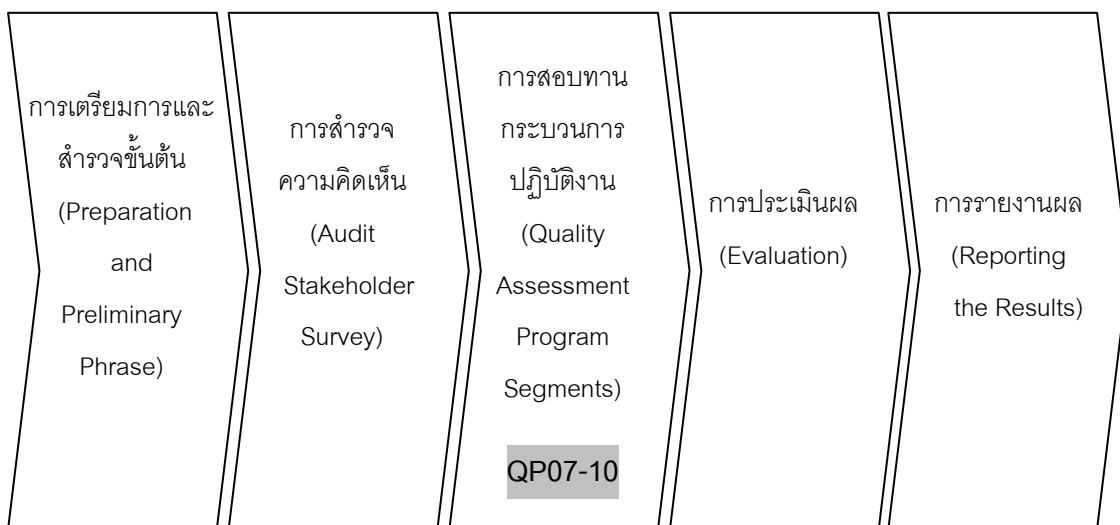 การเตรียมการและ
สำรวจขั้นต้น
(Preparation
and
Preliminary
Phrase)
การสำรวจ
ความคิดเห็น
(Audit
Stakeholder
Survey)
การสอบทาน
กระบวนการ
ปฏิบัติงาน
(Quality
Assessment
Program
Segments)
QP07-10
การประเมินผล
(Evaluation)
การรายงานผล
(Reporting
the Results)